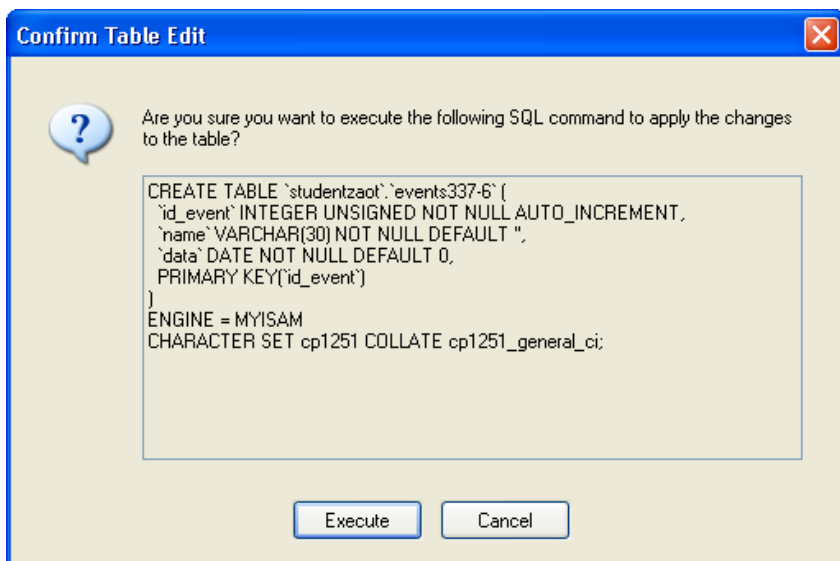 Confirm Table Edit
Are you sure you want to execute the following SQL command to apply the changes
to the table?
CREATE TABLE `studentzaot`.`events337-6` (
`id_event` INTEGER UNSIGNED NOT NULL AUTO_INCREMENT,
`name` VARCHAR(30) NOT NULL DEFAULT '',
`data` DATE NOT NULL DEFAULT 0,
PRIMARY KEY(`id_event`)
)
ENGINE = MYISAM
CHARACTER SET cp1251 COLLATE cp1251_general_ci;
Execute Cancel